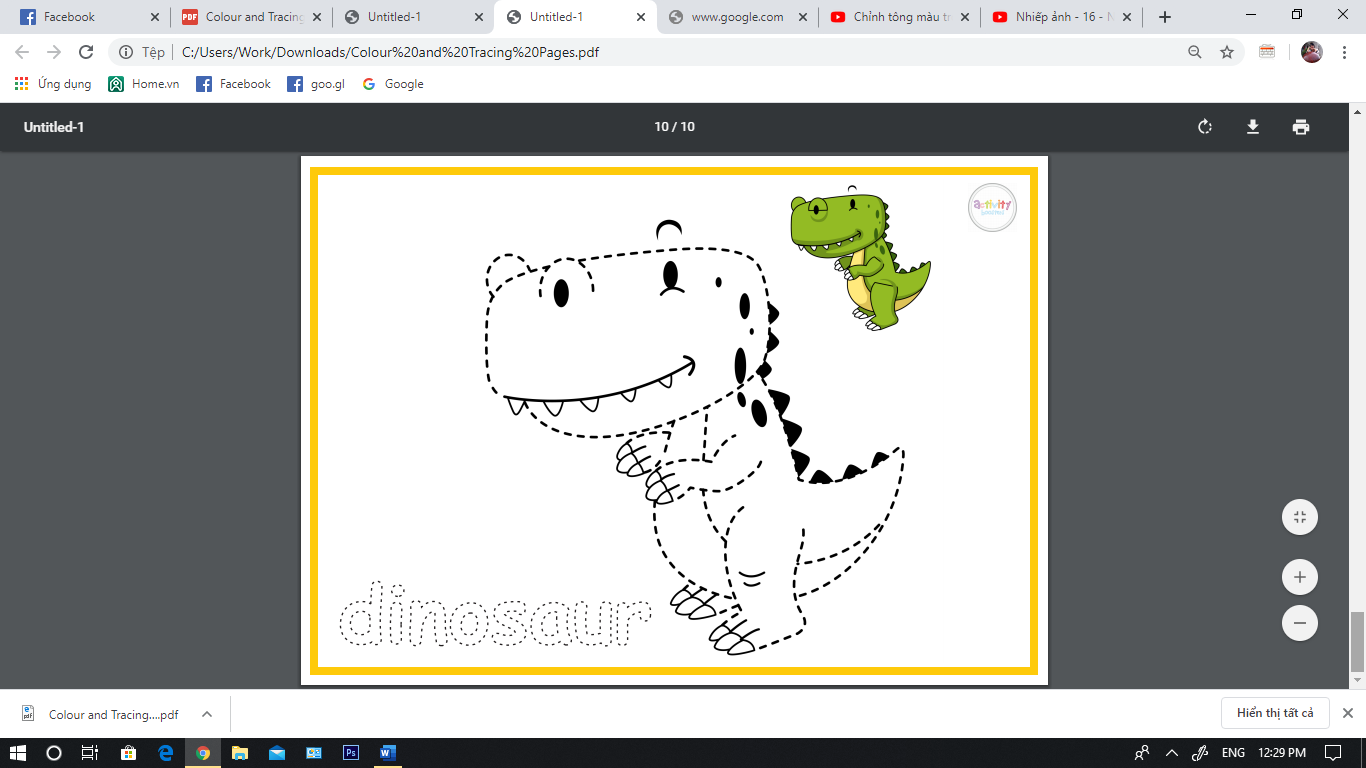 Facebook
Colour and Tracing
Untitled-1
Untitled-1
www.google.com
Chỉnh tông màu tr
Nhiếp ảnh - 16 - N
Tệp
C:/Users/Work/Downloads/Colour%20and%20Tracing%20Pages.pdf
Ứng dụng
Home.vn
Facebook
goo.gl
Google
Untitled-1
10 / 10
activity
dinosaur
Colour and Tracing....pdf
Hiển thị tất cả
ENG
12:29 PM